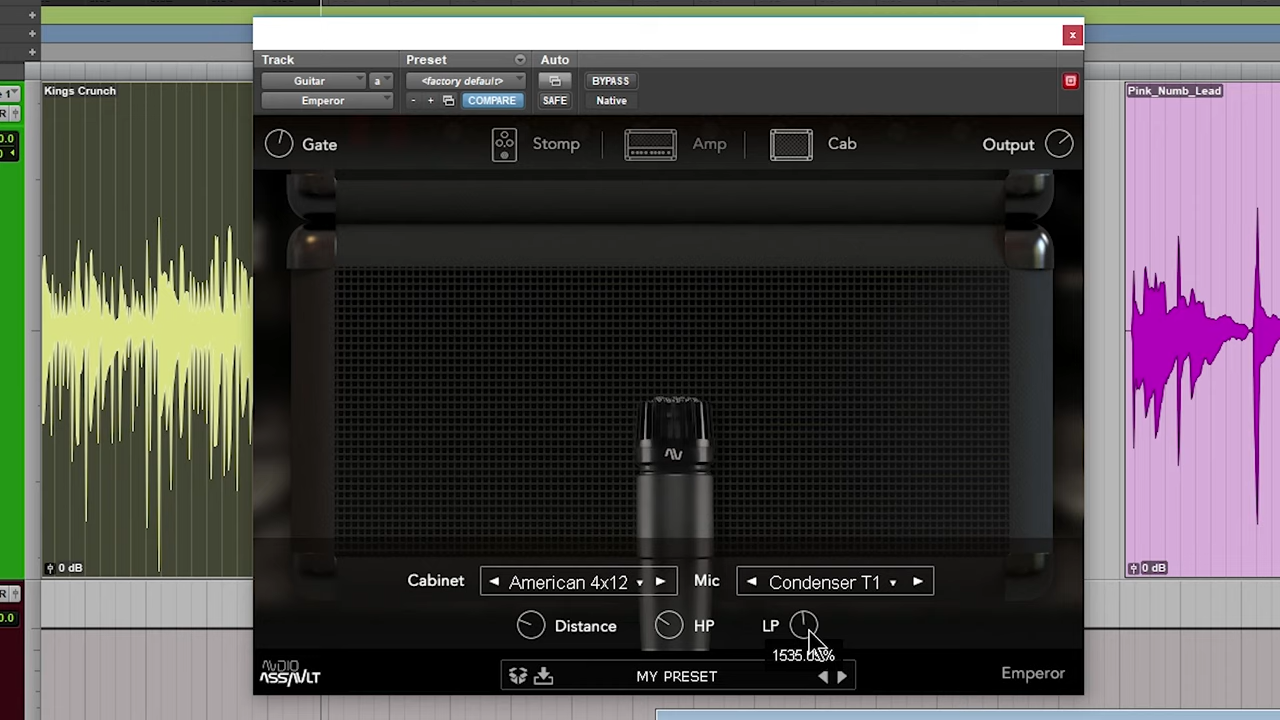 Track
Preset
Auto
Guitar
a
<factory default>
BYPASS
Emperor
- +
COMPARE
SAFE
Native
Kings Crunch
Pink_Numb_Lead
Gate
Stomp
Amp
Cab
Output
0 dB
0 dB
Cabinet
American 4x12
Mic
Condenser T1
Distance
HP
LP
AUDIO
ASSAULT
MY PRESET
Emperor